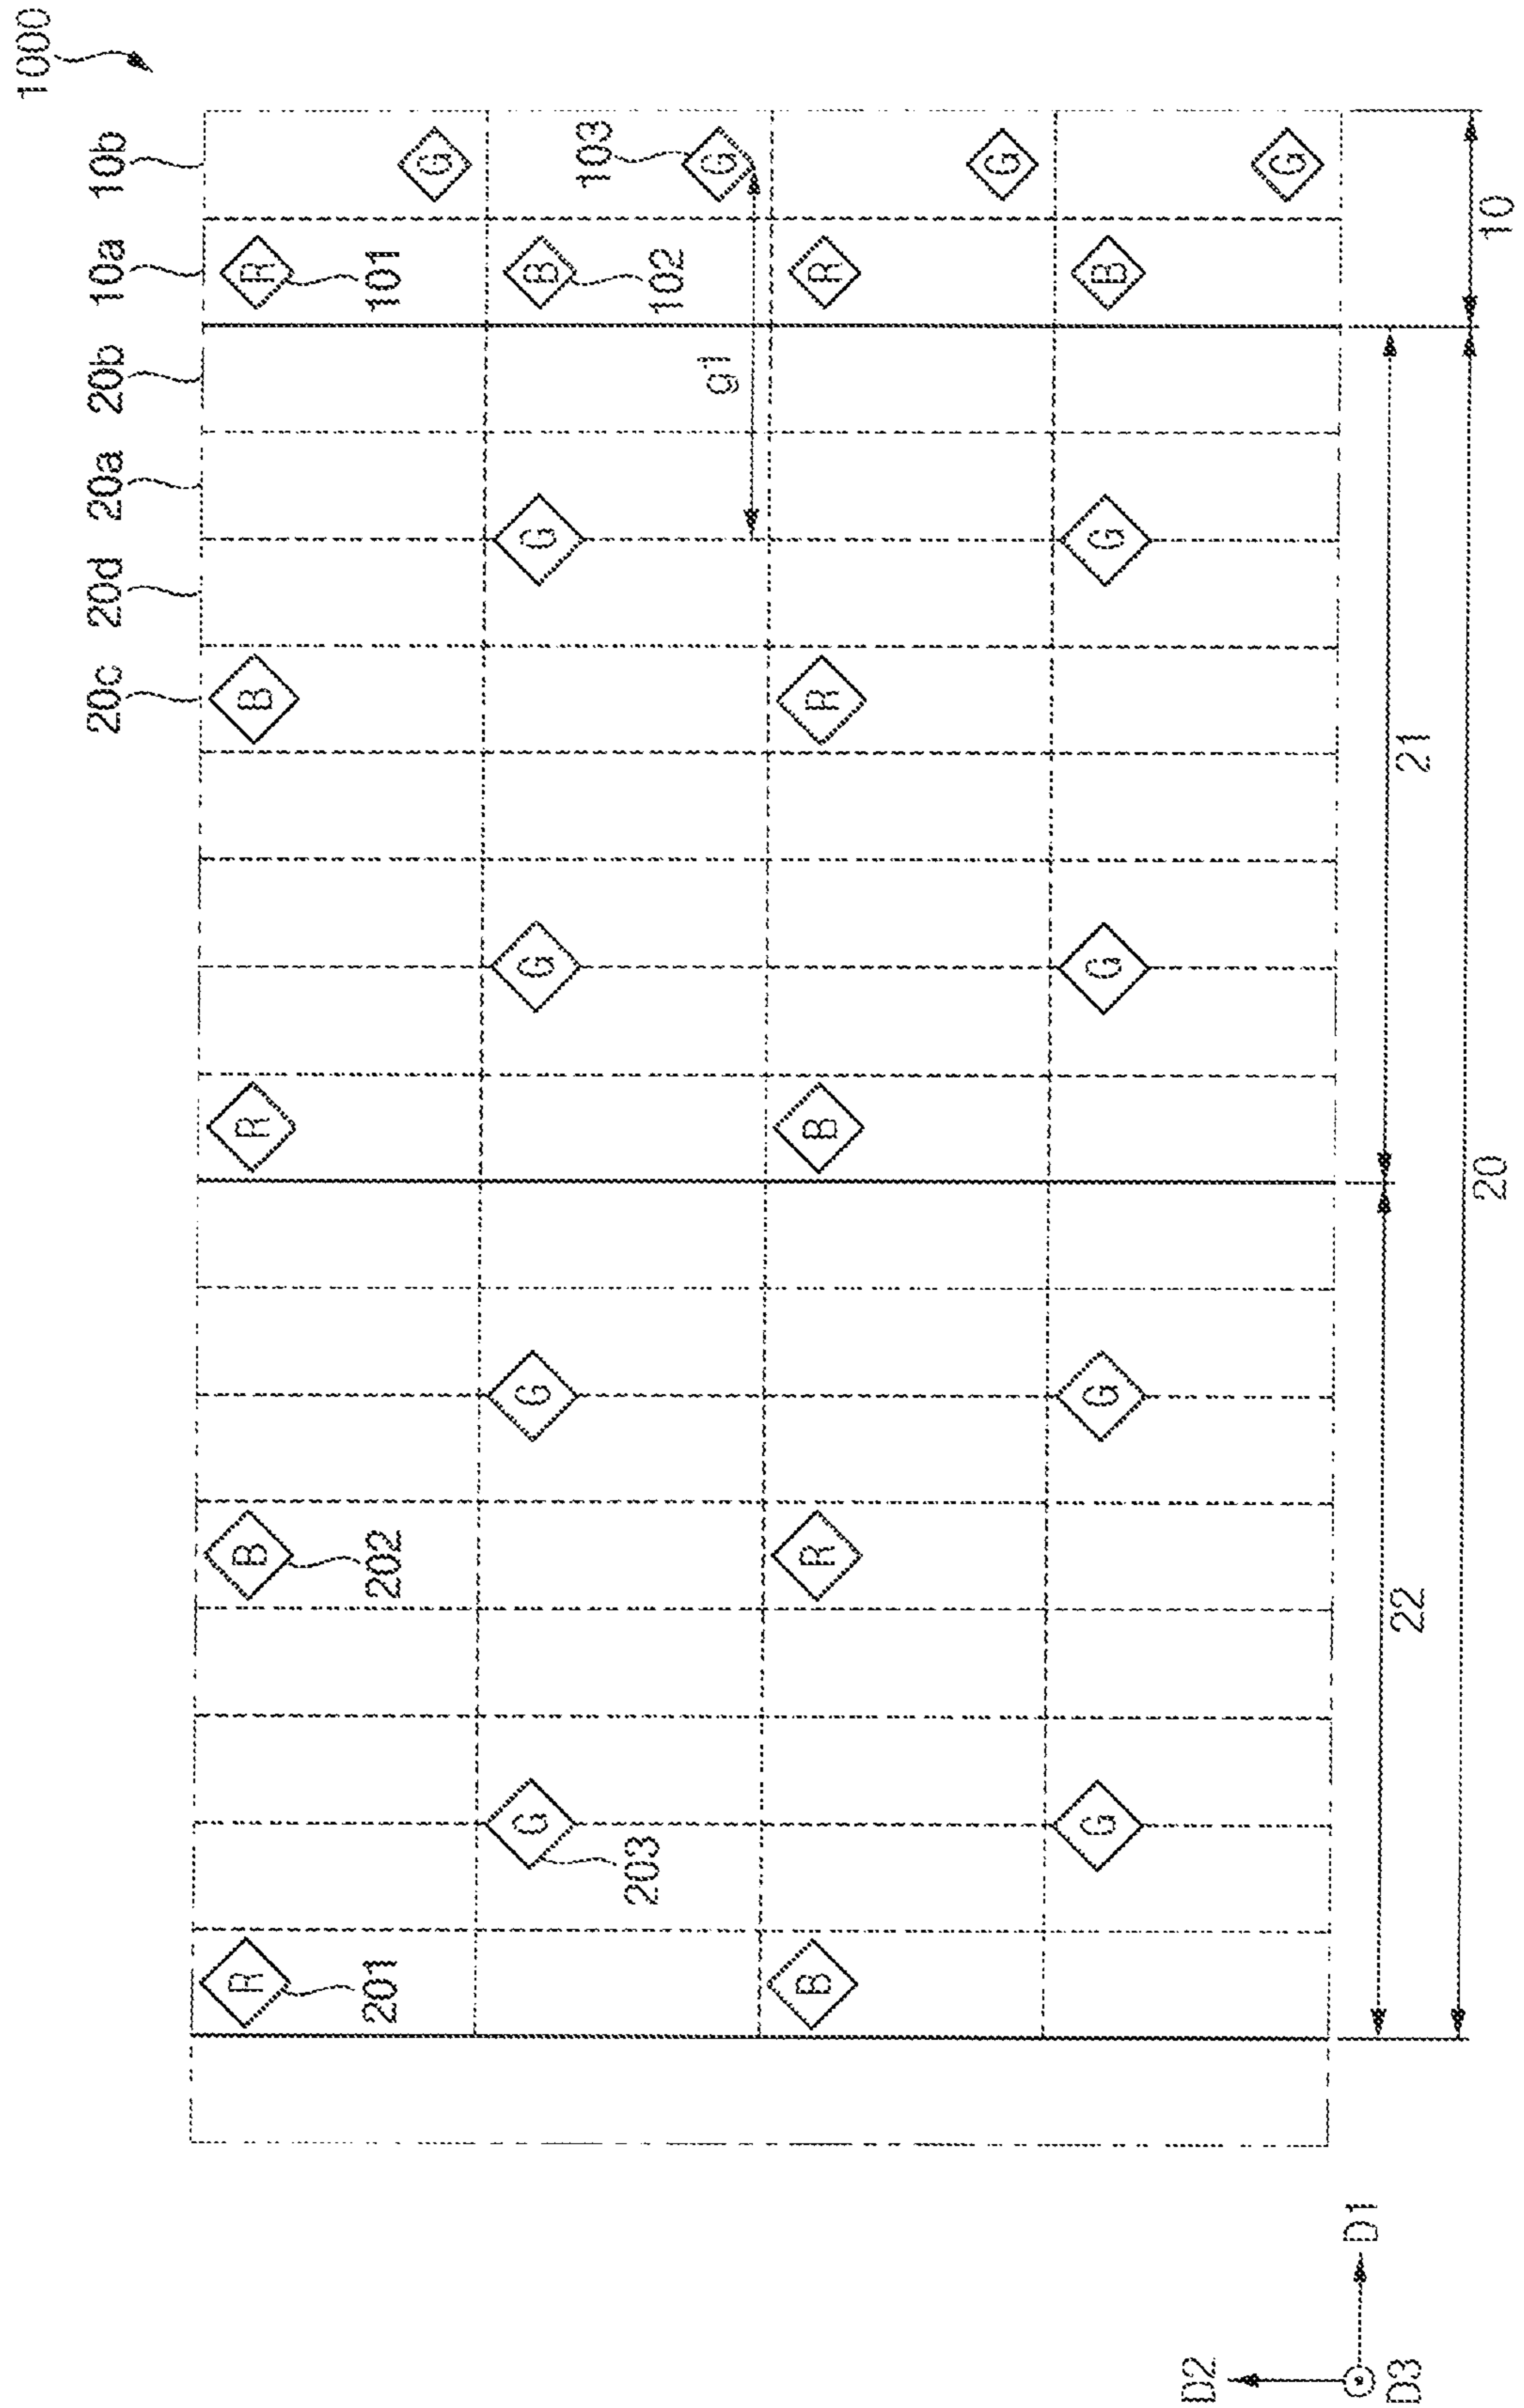 1000
20c 20d 20a 20b 10a 10b
R B R B R
201 202 101
G
G G G G B
103
203 102
g1 G
B R B R R
G
G G G G B
D2
G
D1
D3 22 21
20 10